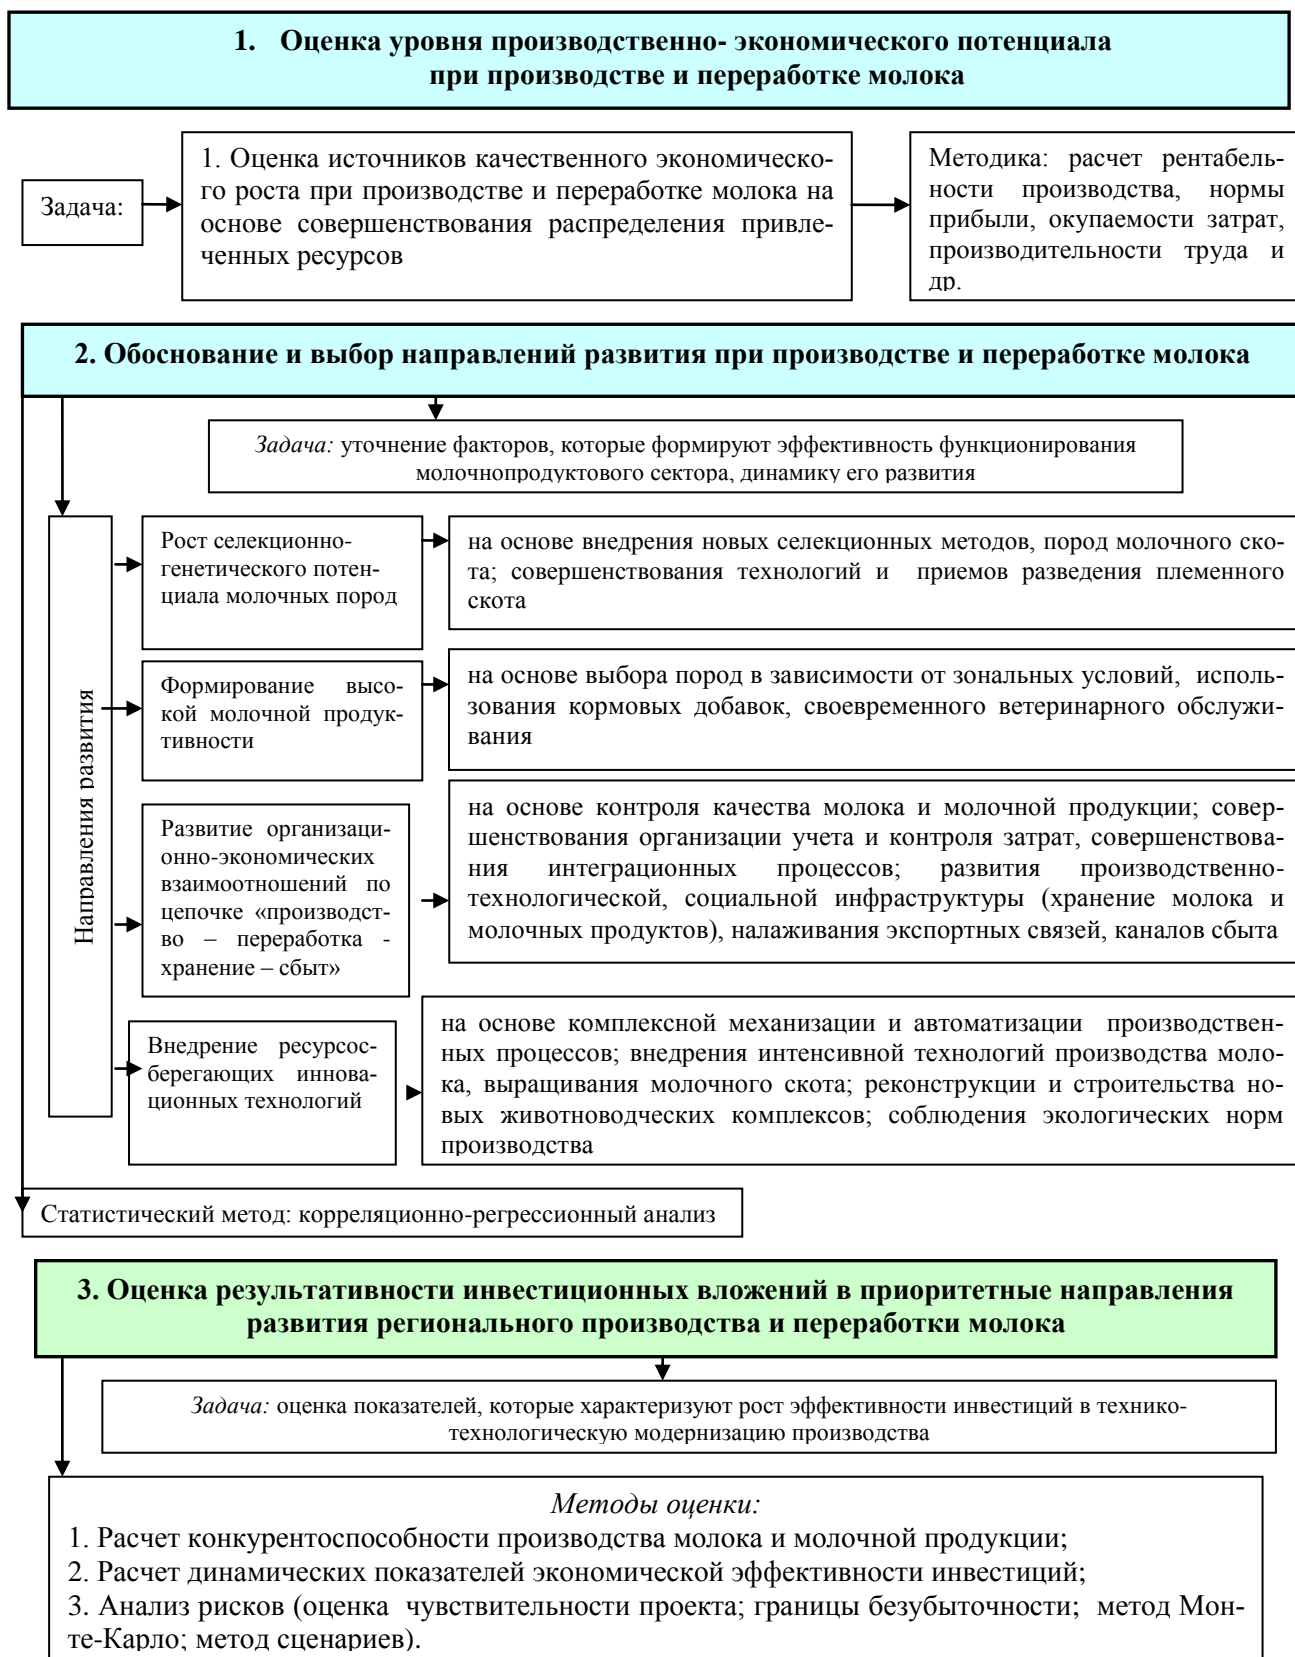 1. Оценка уровня производственно- экономического потенциала
при производстве и переработке молока
Задача:
1. Оценка источников качественного экономическо-
го роста при производстве и переработке молока на
основе совершенствования распределения привле-
ченных ресурсов
Методика: расчет рентабель-
ности производства, нормы
прибыли, окупаемости затрат,
производительности труда и
др.
2. Обоснование и выбор направлений развития при производстве и переработке молока
Задача: уточнение факторов, которые формируют эффективность функционирования
молочнопродуктового сектора, динамику его развития
Направления развития
Рост селекционно-
генетического потен-
циала молочных пород
на основе внедрения новых селекционных методов, пород молочного ско-
та; совершенствования технологий и приемов разведения племенного
скота
Формирование высо-
кой молочной продук-
тивности
на основе выбора пород в зависимости от зональных условий, исполь-
зования кормовых добавок, своевременного ветеринарного обслужи-
вания
Развитие организаци-
онно-экономических
взаимоотношений по
цепочке «производст-
во – переработка -
хранение – сбыт»
на основе контроля качества молока и молочной продукции; совер-
шенствования организации учета и контроля затрат, совершенствова-
ния интеграционных процессов; развития производственно-
технологической, социальной инфраструктуры (хранение молока и
молочных продуктов), налаживания экспортных связей, каналов сбыта
Внедрение ресурсос-
берегающих иннова-
ционных технологий
на основе комплексной механизации и автоматизации производствен-
ных процессов; внедрения интенсивной технологий производства моло-
ка, выращивания молочного скота; реконструкции и строительства но-
вых животноводческих комплексов; соблюдения экологических норм
производства
Статистический метод: корреляционно-регрессионный анализ
3. Оценка результативности инвестиционных вложений в приоритетные направления
развития регионального производства и переработки молока
Задача: оценка показателей, которые характеризуют рост эффективности инвестиций в технико-
технологическую модернизацию производства
Методы оценки:
1. Расчет конкурентоспособности производства молока и молочной продукции;
2. Расчет динамических показателей экономической эффективности инвестиций;
3. Анализ рисков (оценка чувствительности проекта; границы безубыточности; метод Мон-
те-Карло; метод сценариев).